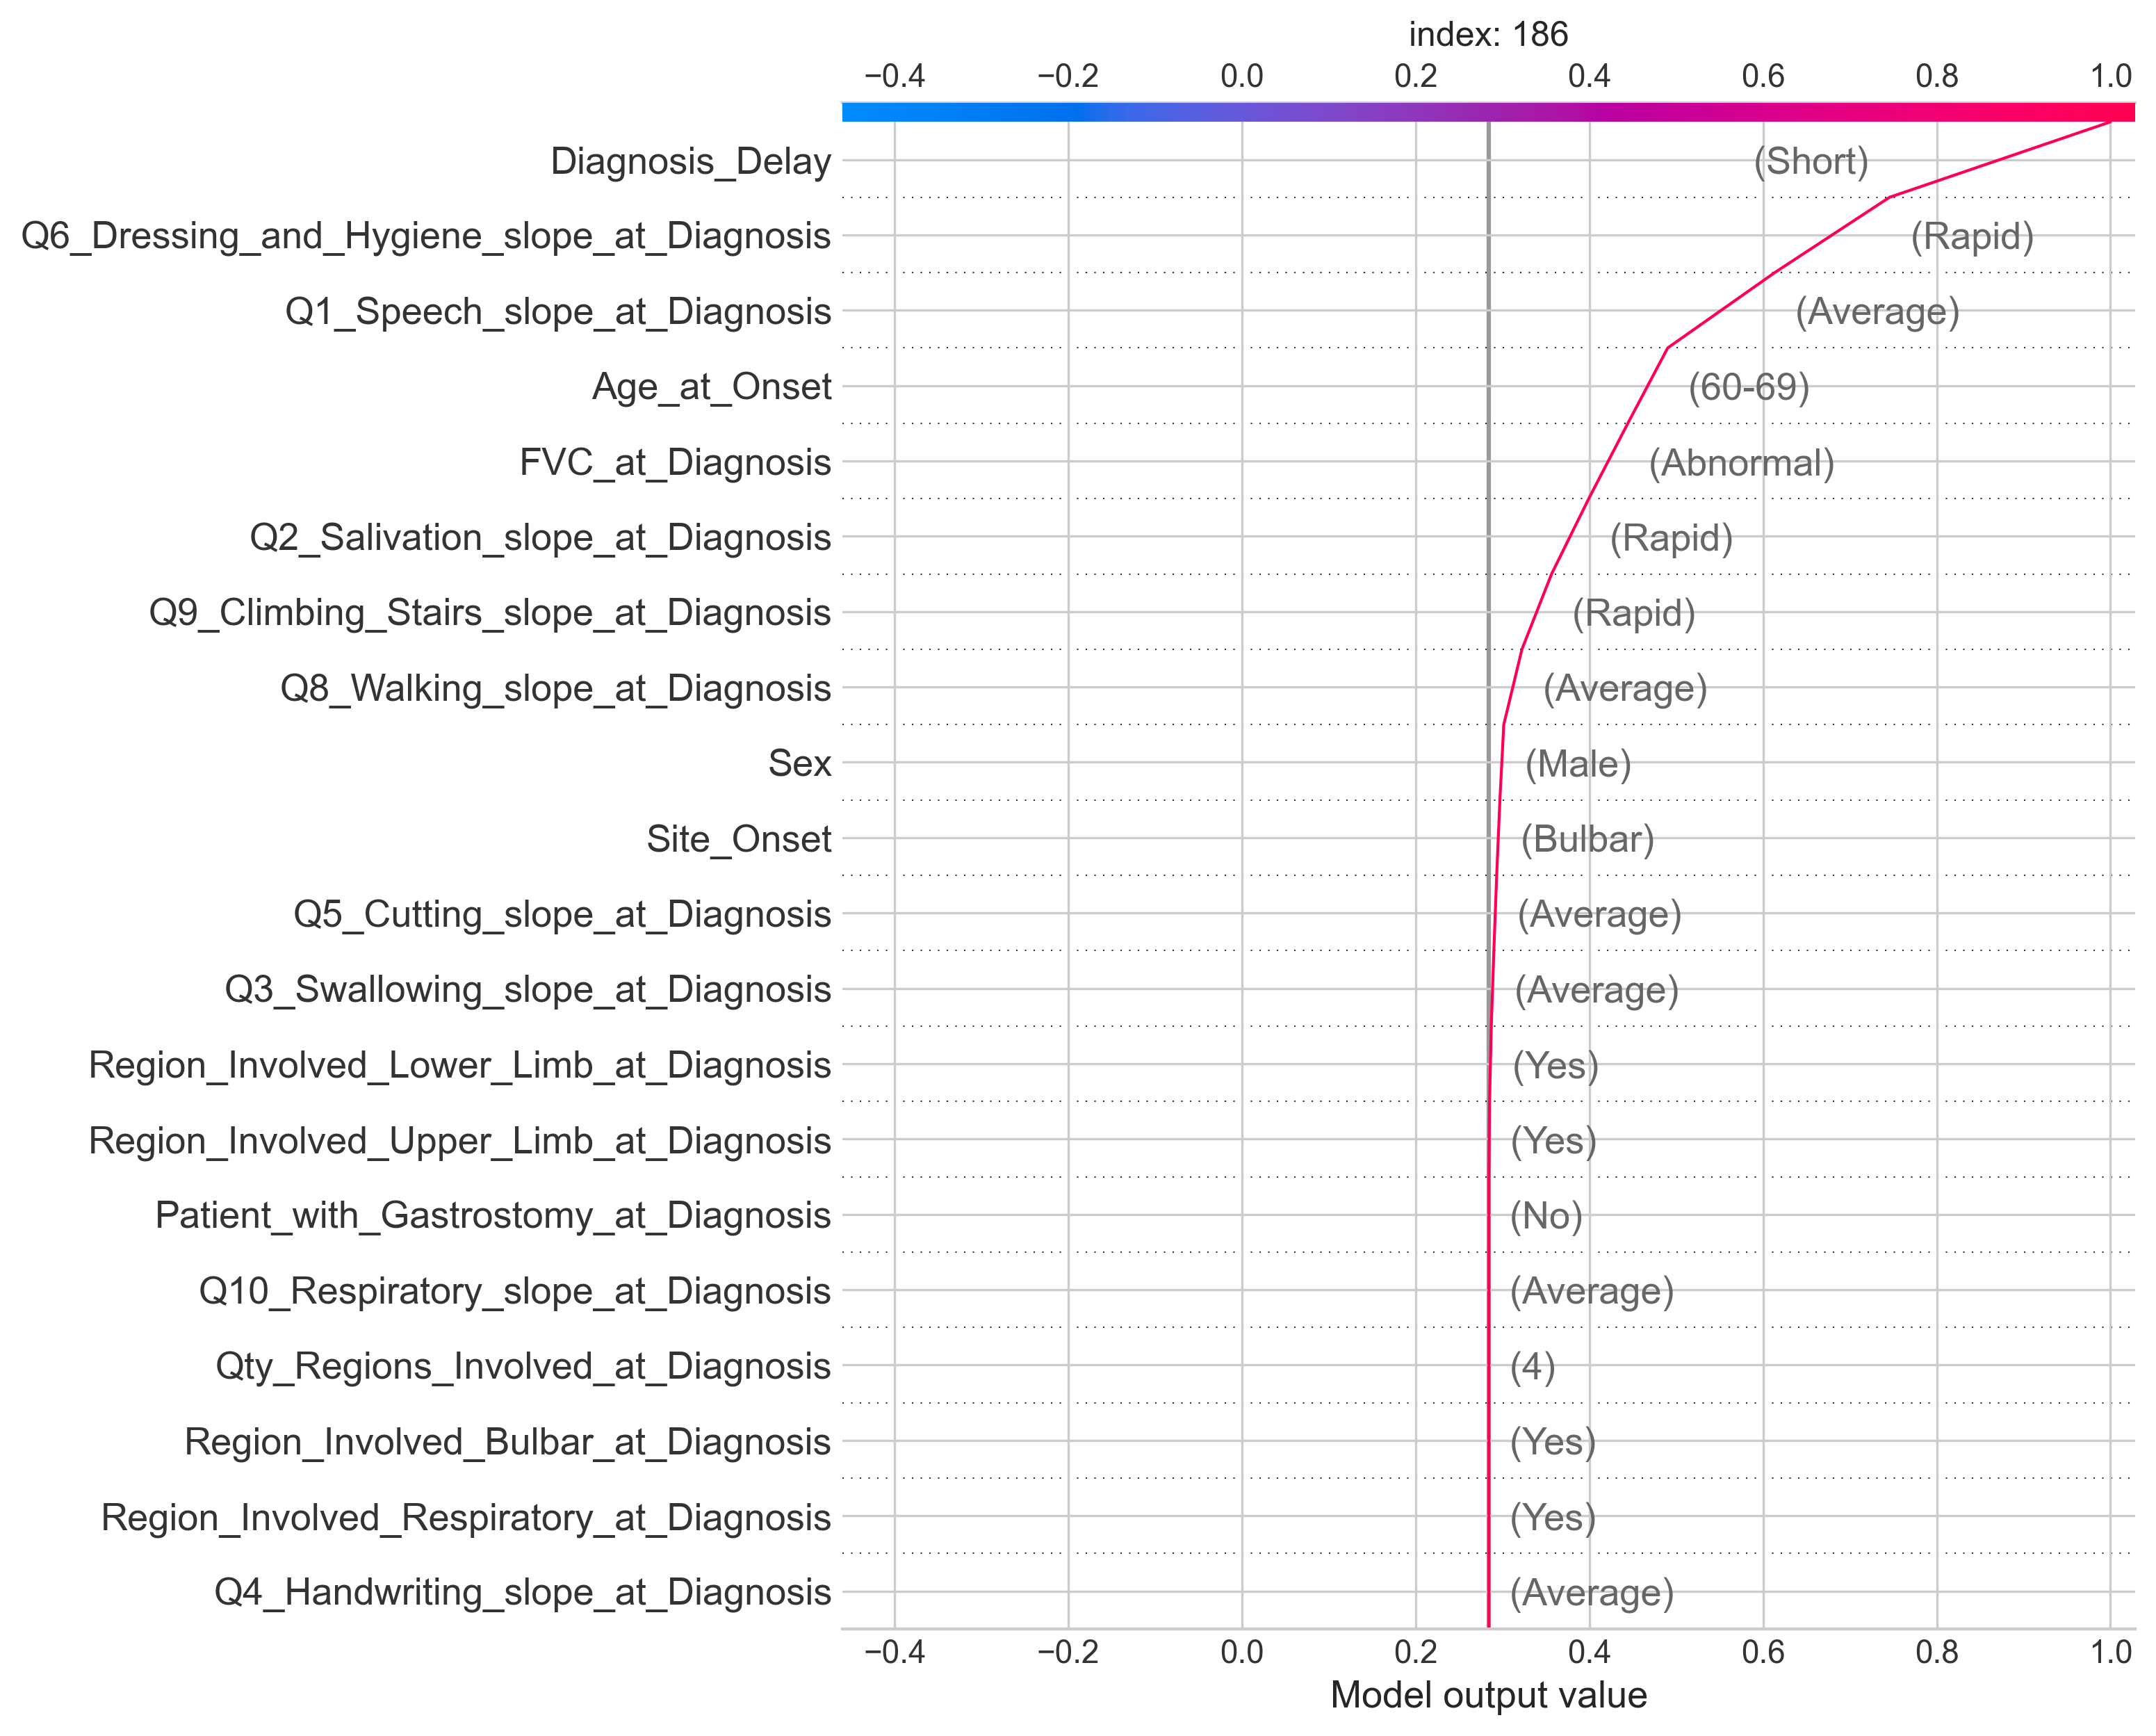 index: 186
−0.4 −0.2 0.0 0.2 0.4 0.6 0.8 1.0
Diagnosis_Delay (Short)
Q6_Dressing_and_Hygiene_slope_at_Diagnosis (Rapid)
Q1_Speech_slope_at_Diagnosis (Average)
Age_at_Onset (60-69)
FVC_at_Diagnosis (Abnormal)
Q2_Salivation_slope_at_Diagnosis (Rapid)
Q9_Climbing_Stairs_slope_at_Diagnosis (Rapid)
Q8_Walking_slope_at_Diagnosis (Average)
Sex (Male)
Site_Onset (Bulbar)
Q5_Cutting_slope_at_Diagnosis (Average)
Q3_Swallowing_slope_at_Diagnosis (Average)
Region_Involved_Lower_Limb_at_Diagnosis (Yes)
Region_Involved_Upper_Limb_at_Diagnosis (Yes)
Patient_with_Gastrostomy_at_Diagnosis (No)
Q10_Respiratory_slope_at_Diagnosis (Average)
Qty_Regions_Involved_at_Diagnosis (4)
Region_Involved_Bulbar_at_Diagnosis (Yes)
Region_Involved_Respiratory_at_Diagnosis (Yes)
Q4_Handwriting_slope_at_Diagnosis (Average)
−0.4 −0.2 0.0 0.2 0.4 0.6 0.8 1.0
Model output value